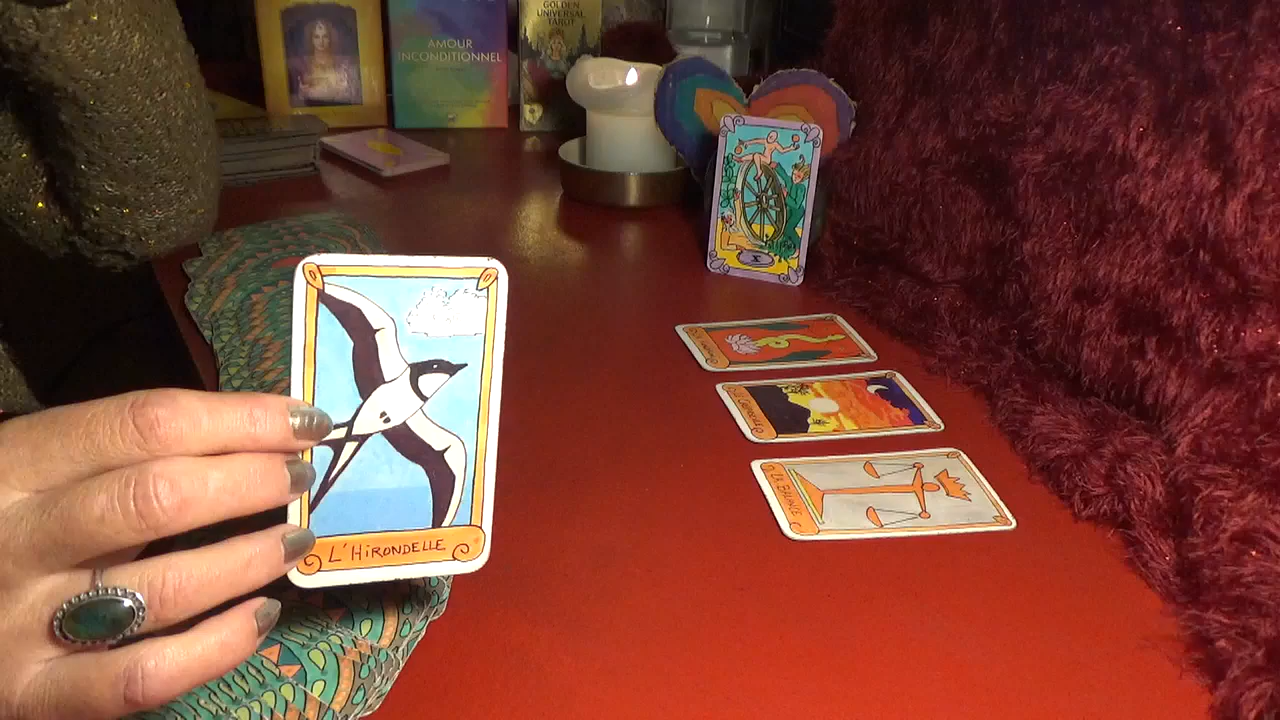 AMOUR
INCONDITIONNEL
GOLDEN
UNIVERSAL
TAROT
X
L'HIRONDELLE
LA BALANCE